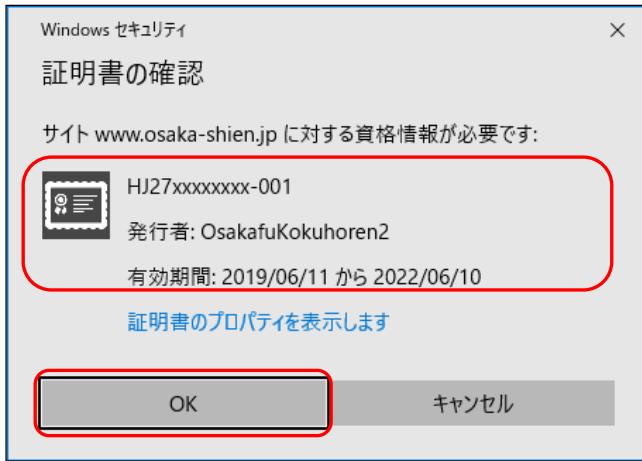 Windows セキュリティ
証明書の確認
サイト www.osaka-shien.jp に対する資格情報が必要です:
HJ27xxxxxxxx-001
発行者: OsakafuKokuhoren2
有効期間: 2019/06/11 から 2022/06/10
証明書のプロパティを表示します
OK
キャンセル